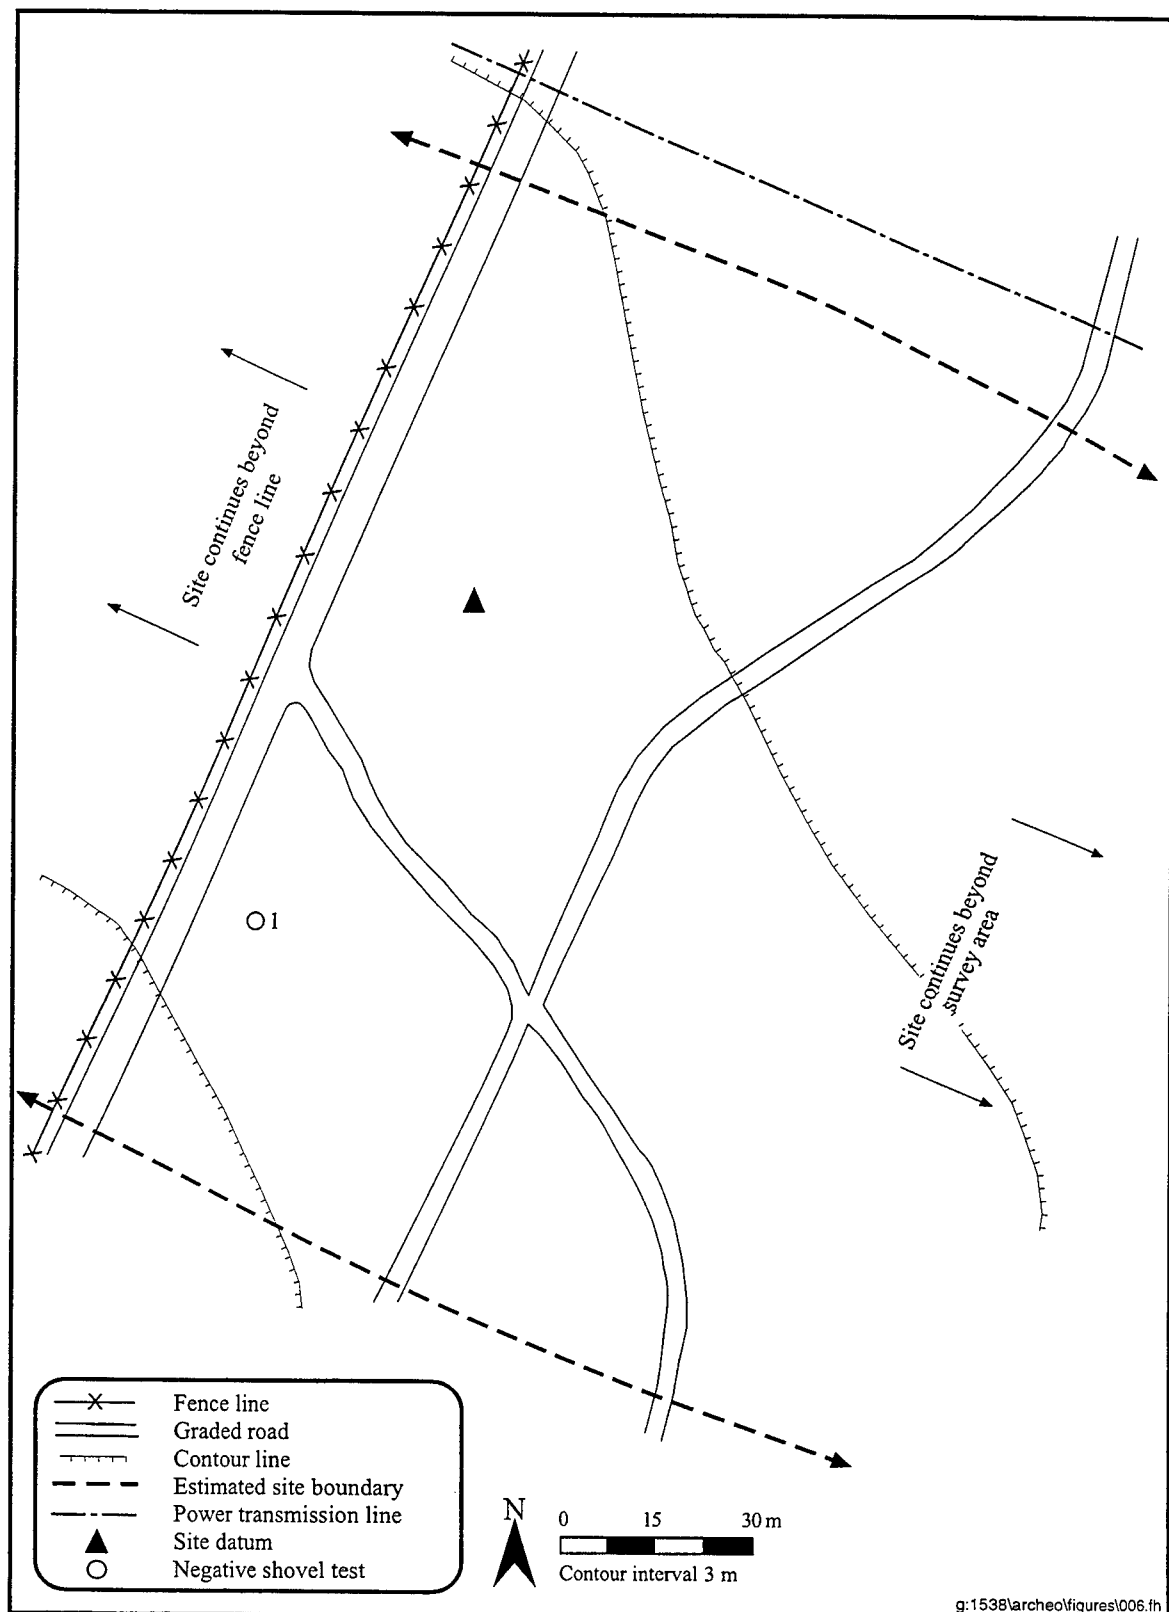 Site continues beyond
fence line
1
Site continues beyond
survey area
Fence line
Graded road
Contour line
Estimated site boundary
Power transmission line
Site datum
Negative shovel test
N
0 15 30 m
Contour interval 3 m
g:1538\archeo\figures\006.fh